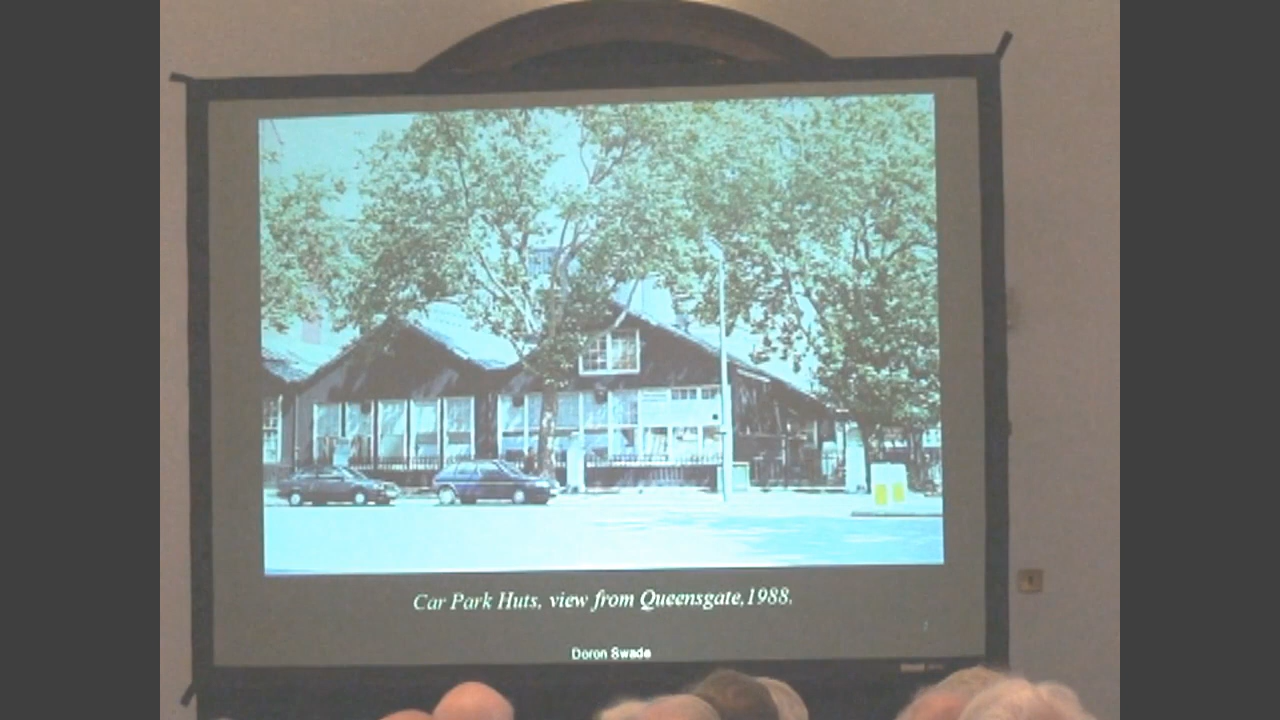 Car Park Huts, view from Queensgate,1988.
Doron Swade